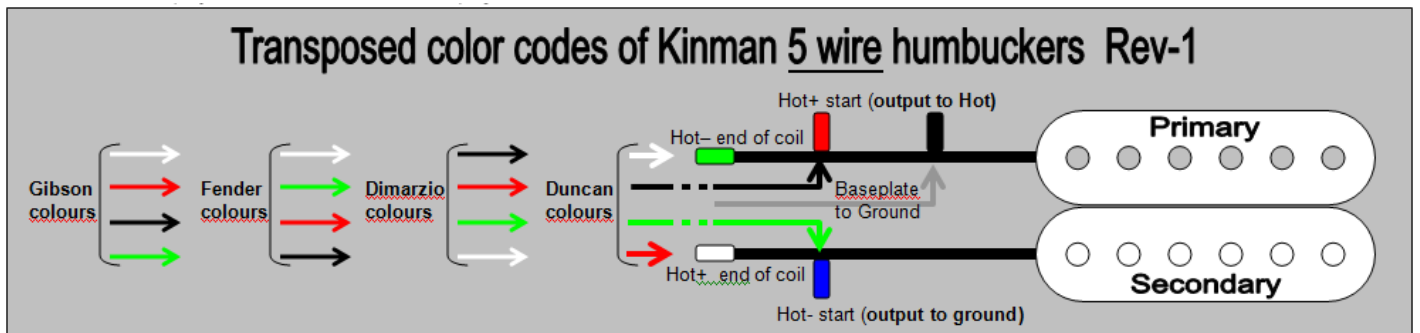 Transposed color codes of Kinman 5 wire humbuckers Rev-1
Hot+ start (output to Hot)
Hot– end of coil
Primary
Gibson
colours
Fender
colours
Dimarzio
colours
Duncan
colours
Baseplate
to Ground
Hot+ end of coil
Secondary
Hot- start (output to ground)